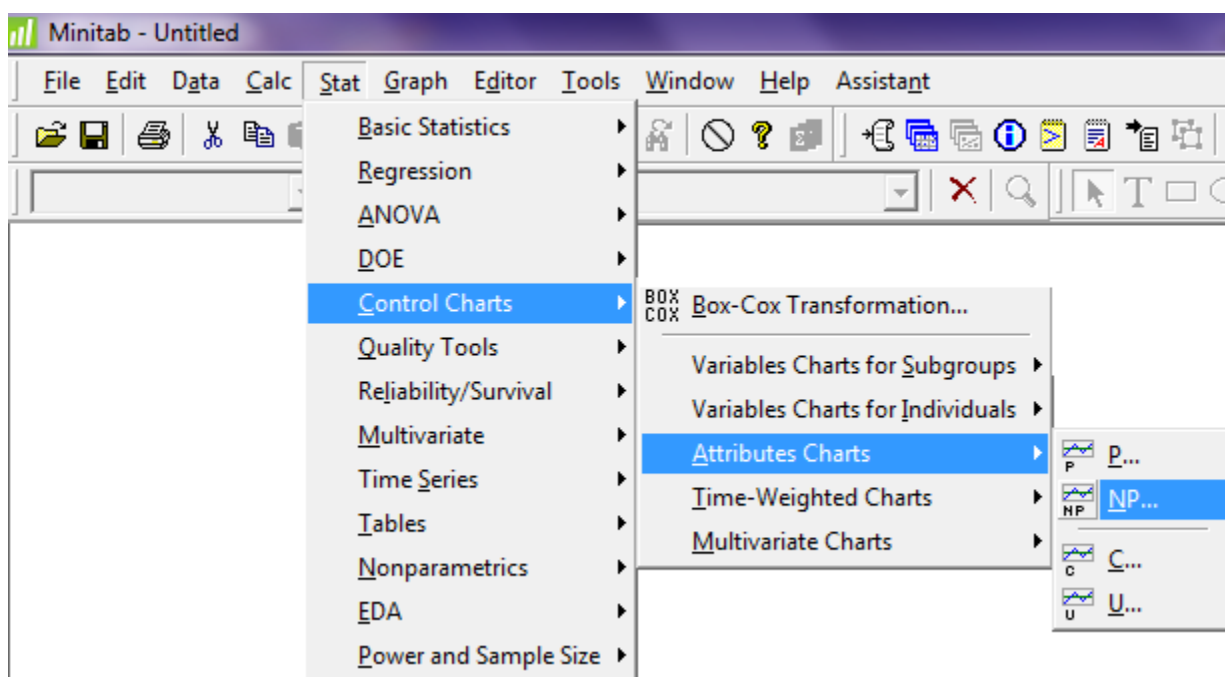 Minitab - Untitled
File Edit Data Calc Stat Graph Editor Tools Window Help Assistant
Basic Statistics
Regression
ANOVA
DOE
Control Charts
Quality Tools
Reliability/Survival
Multivariate
Time Series
Tables
Nonparametrics
EDA
Power and Sample Size
BOX COX Box-Cox Transformation...
Variables Charts for Subgroups
Variables Charts for Individuals
Attributes Charts
Time-Weighted Charts
Multivariate Charts
P P...
NP NP...
C C...
U U...